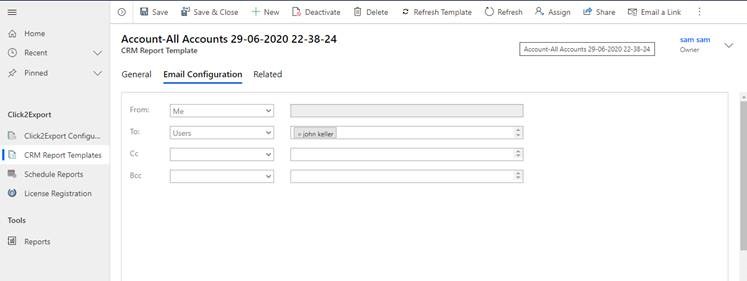 Save Save & Close New Deactivate Delete Refresh Template Refresh Assign Share Email a Link
Home
Recent
Pinned
Click2Export
Click2Export Configu...
CRM Report Templates
Schedule Reports
License Registration
Tools
Reports
Account-All Accounts 29-06-2020 22-38-24
CRM Report Template
Account-All Accounts 29-06-2020 22-38-24
sam sam
Owner
General Email Configuration Related
From: Me
To: Users × john keller
Cc
Bcc